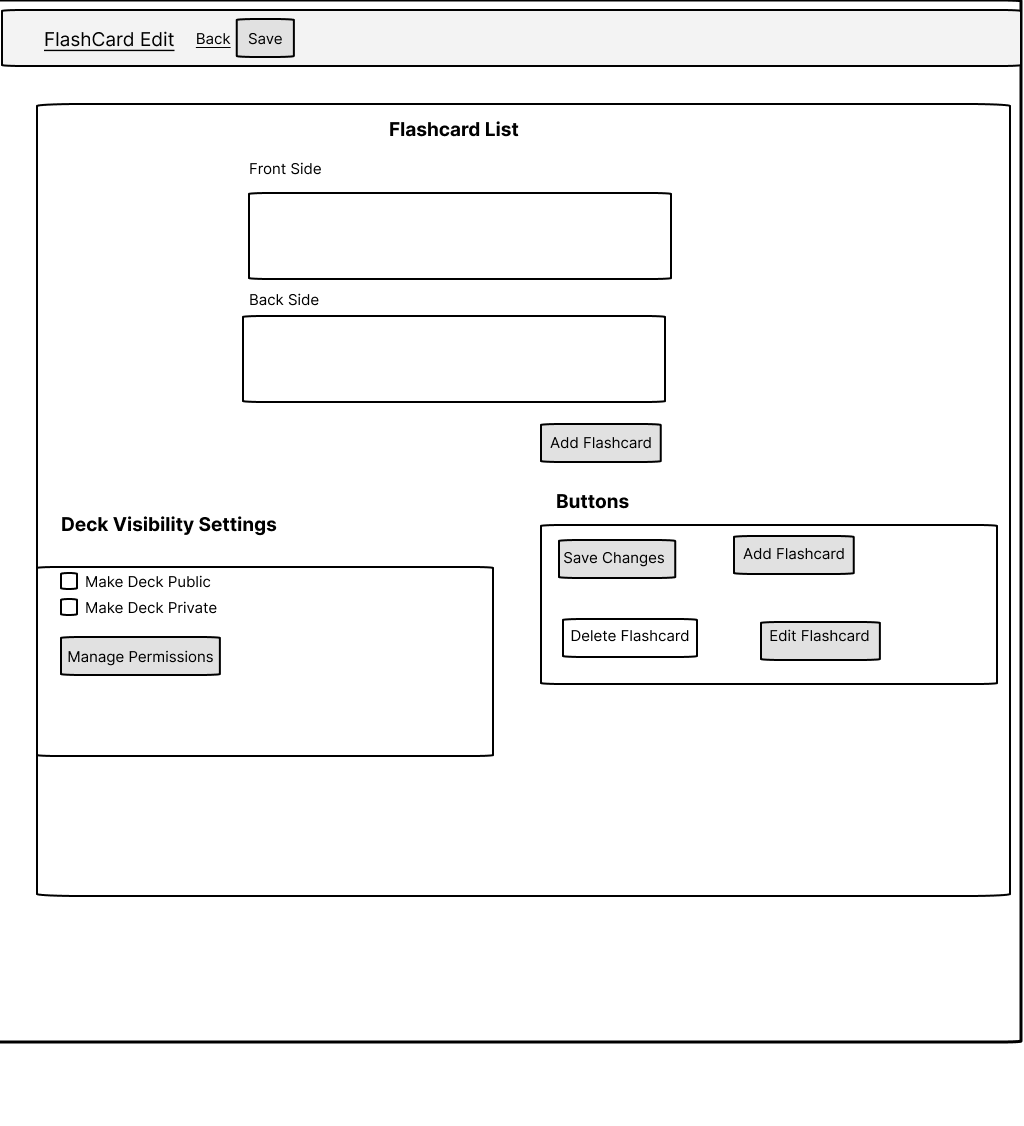 FlashCard Edit Back Save
Flashcard List
Front Side
Back Side
Add Flashcard
Deck Visibility Settings
Make Deck Public
Make Deck Private
Manage Permissions
Buttons
Save Changes Add Flashcard
Delete Flashcard Edit Flashcard